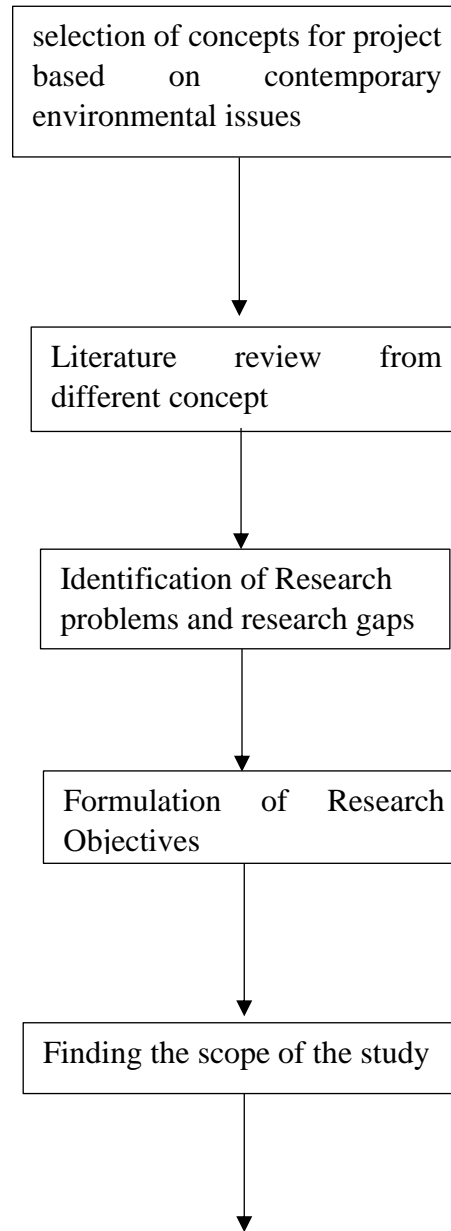 selection of concepts for project
based on contemporary
environmental issues
Literature review from
different concept
Identification of Research
problems and research gaps
Formulation of Research
Objectives
Finding the scope of the study